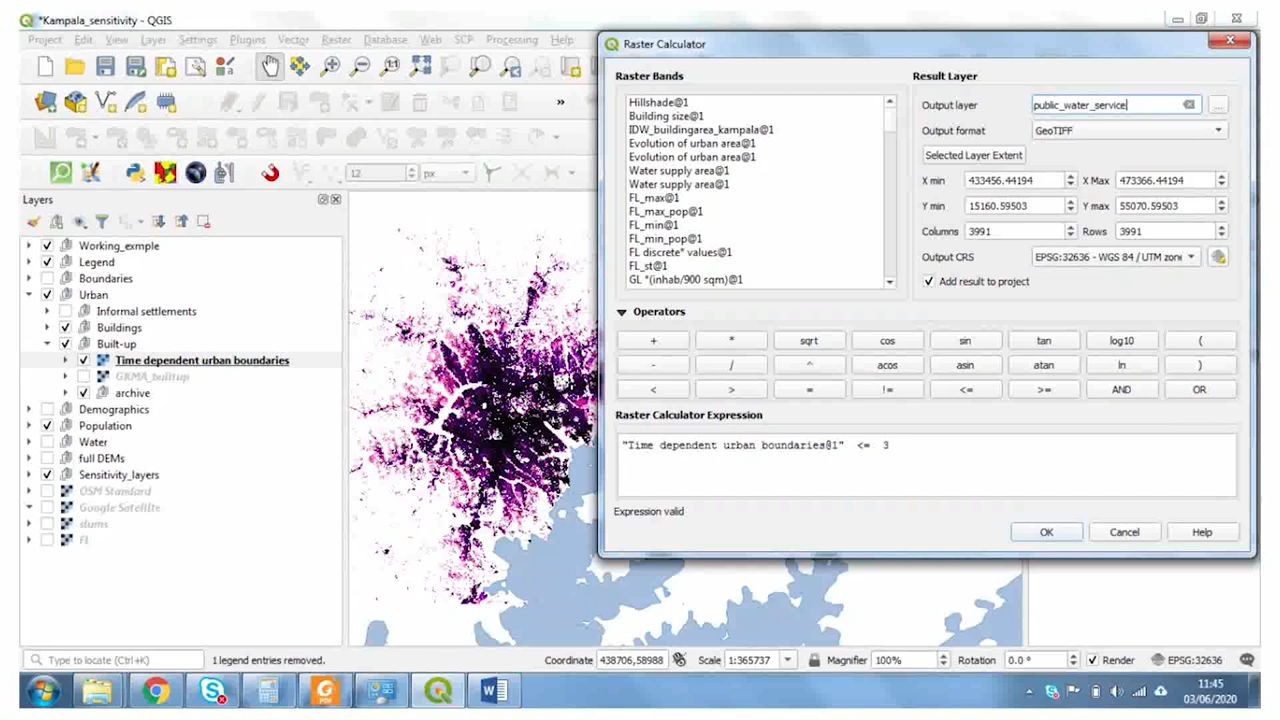 *Kampala_sensitivity - QGIS
Project Edit View Layer Settings Plugins Vector Raster Database Web SCP Processing Help
12 px
Layers
Working_exmple
Legend
Boundaries
Urban
Informal settlements
Buildings
Built-up
Time dependent urban boundaries
GKMA_builtup
archive
Demographics
Population
Water
full DEMs
Sensitivity_layers
OSM Standard
Google Satellite
slums
FI
Raster Calculator
Raster Bands
Hillshade@1
Building size@1
IDW_buildingarea_kampala@1
Evolution of urban area@1
Evolution of urban area@1
Water supply area@1
Water supply area@1
FL_max@1
FL_max_pop@1
FL_min@1
FL_min_pop@1
FL discrete* values@1
FL_st@1
GL *(inhab/900 sqm)@1
Result Layer
Output layer public_water_service ...
Output format GeoTIFF
Selected Layer Extent
X min 433456.44194 X Max 473366.44194
Y min 15160.59503 Y max 55070.59503
Columns 3991 Rows 3991
Output CRS EPSG:32636 - WGS 84 / UTM zone
Add result to project
Operators
+ * sqrt cos sin tan log10 (
- / ^ acos asin atan ln )
< > = != <= >= AND OR
Raster Calculator Expression
"Time dependent urban boundaries@1" <= 3
Expression valid
OK Cancel Help
Type to locate (Ctrl+K) 1 legend entries removed. Coordinate 438706,58988 Scale 1:365737 Magnifier 100% Rotation 0.0 ° Render EPSG:32636
11:45
03/06/2020